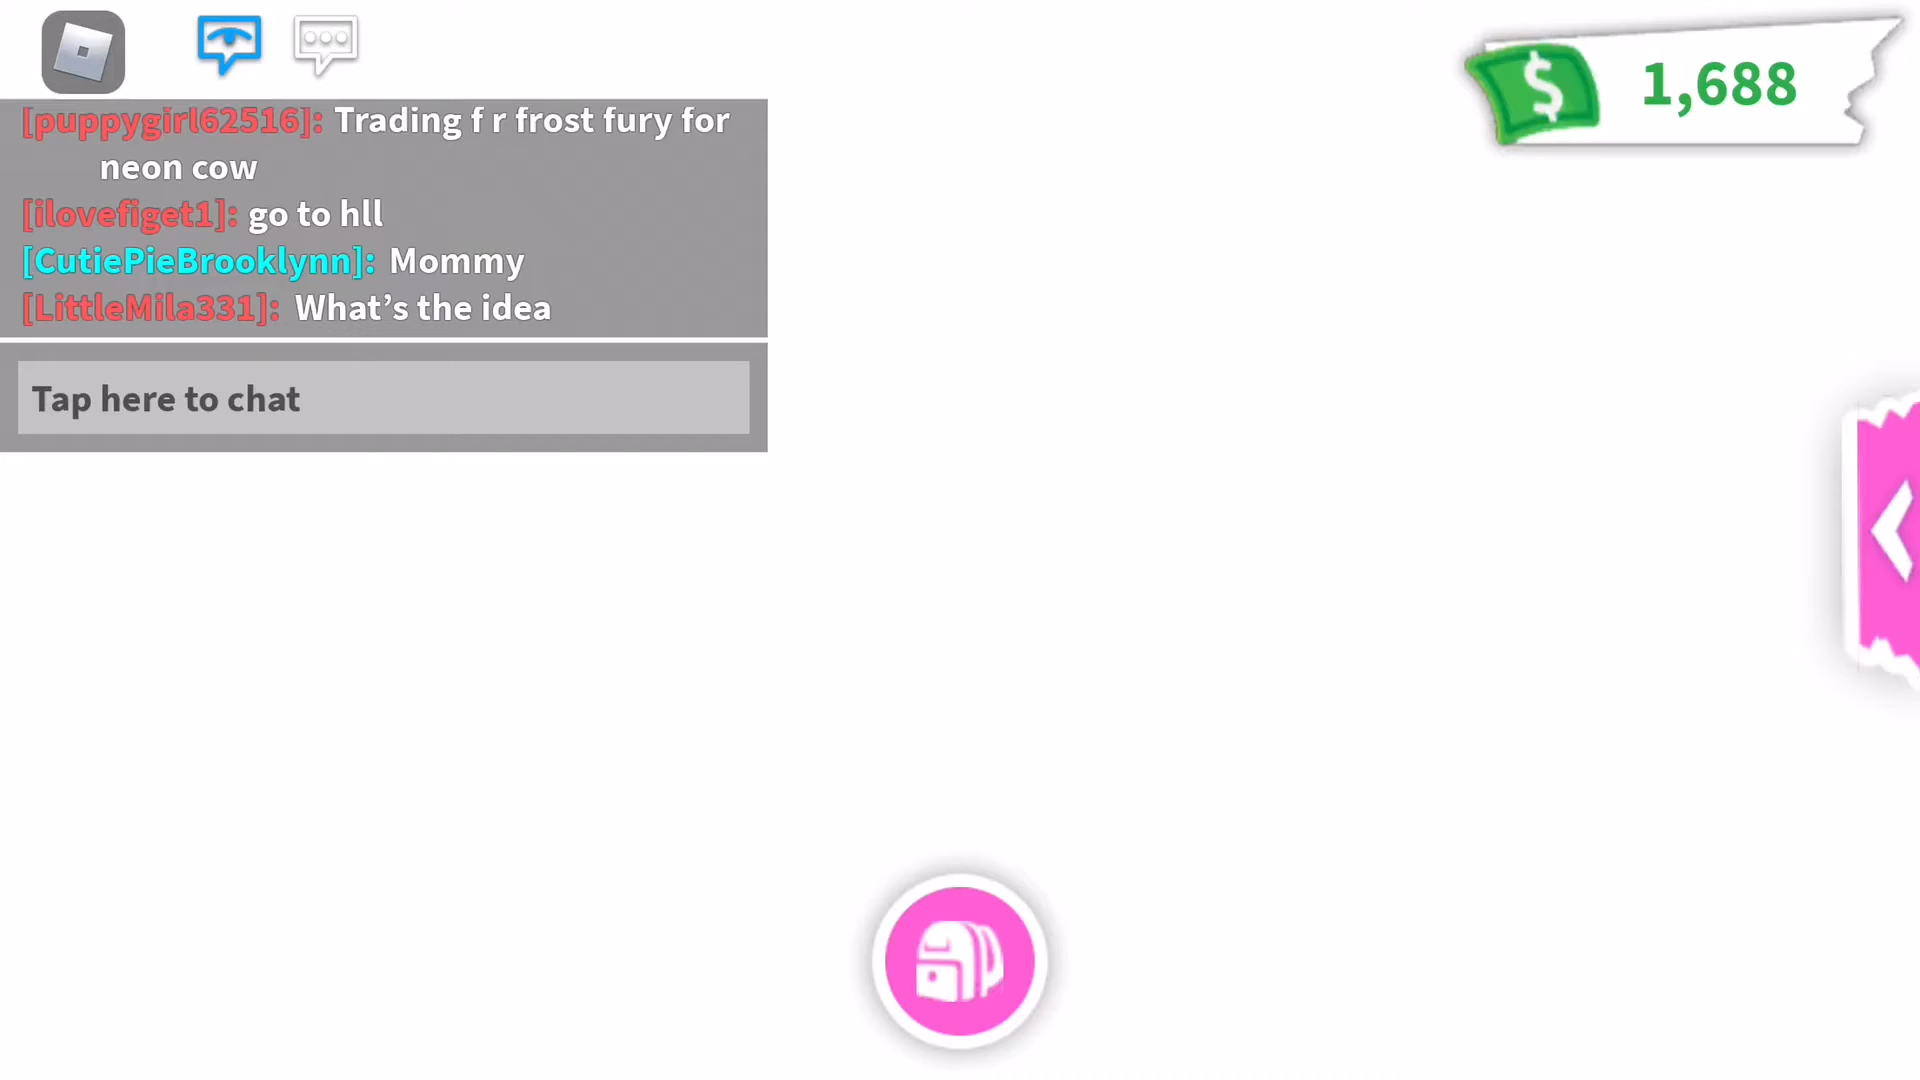 1,688
[puppygirl62516]: Trading f r frost fury for
neon cow
[ilovefiget1]: go to hll
[CutiePieBrooklynn]: Mommy
[LittleMila331]: What’s the idea
Tap here to chat